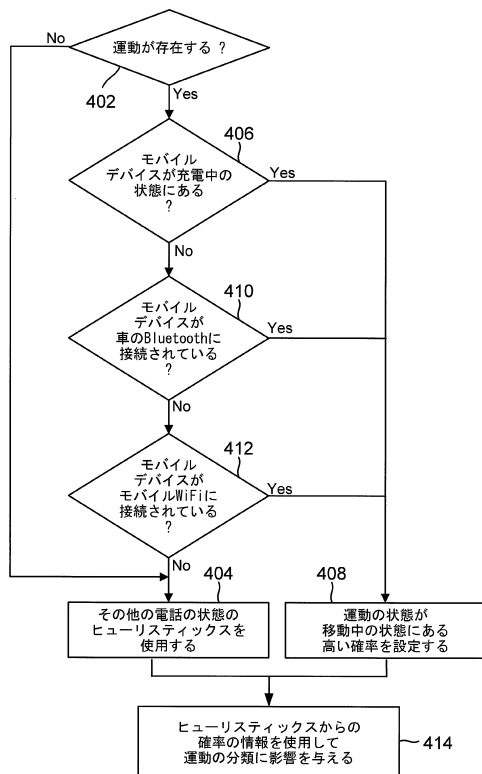 運動が存在する ?
No
402
Yes
406
モバイル
デバイスが充電中の
状態にある
?
Yes
No
410
モバイル
デバイスが
車のBluetoothに
接続されている
?
Yes
No
412
モバイル
デバイスが
モバイルWiFiに
接続されている
?
Yes
No
404
その他の電話の状態の
ヒューリスティックスを
使用する
408
運動の状態が
移動中の状態にある
高い確率を設定する
ヒューリスティックスからの
確率の情報を使用して
運動の分類に影響を与える
414